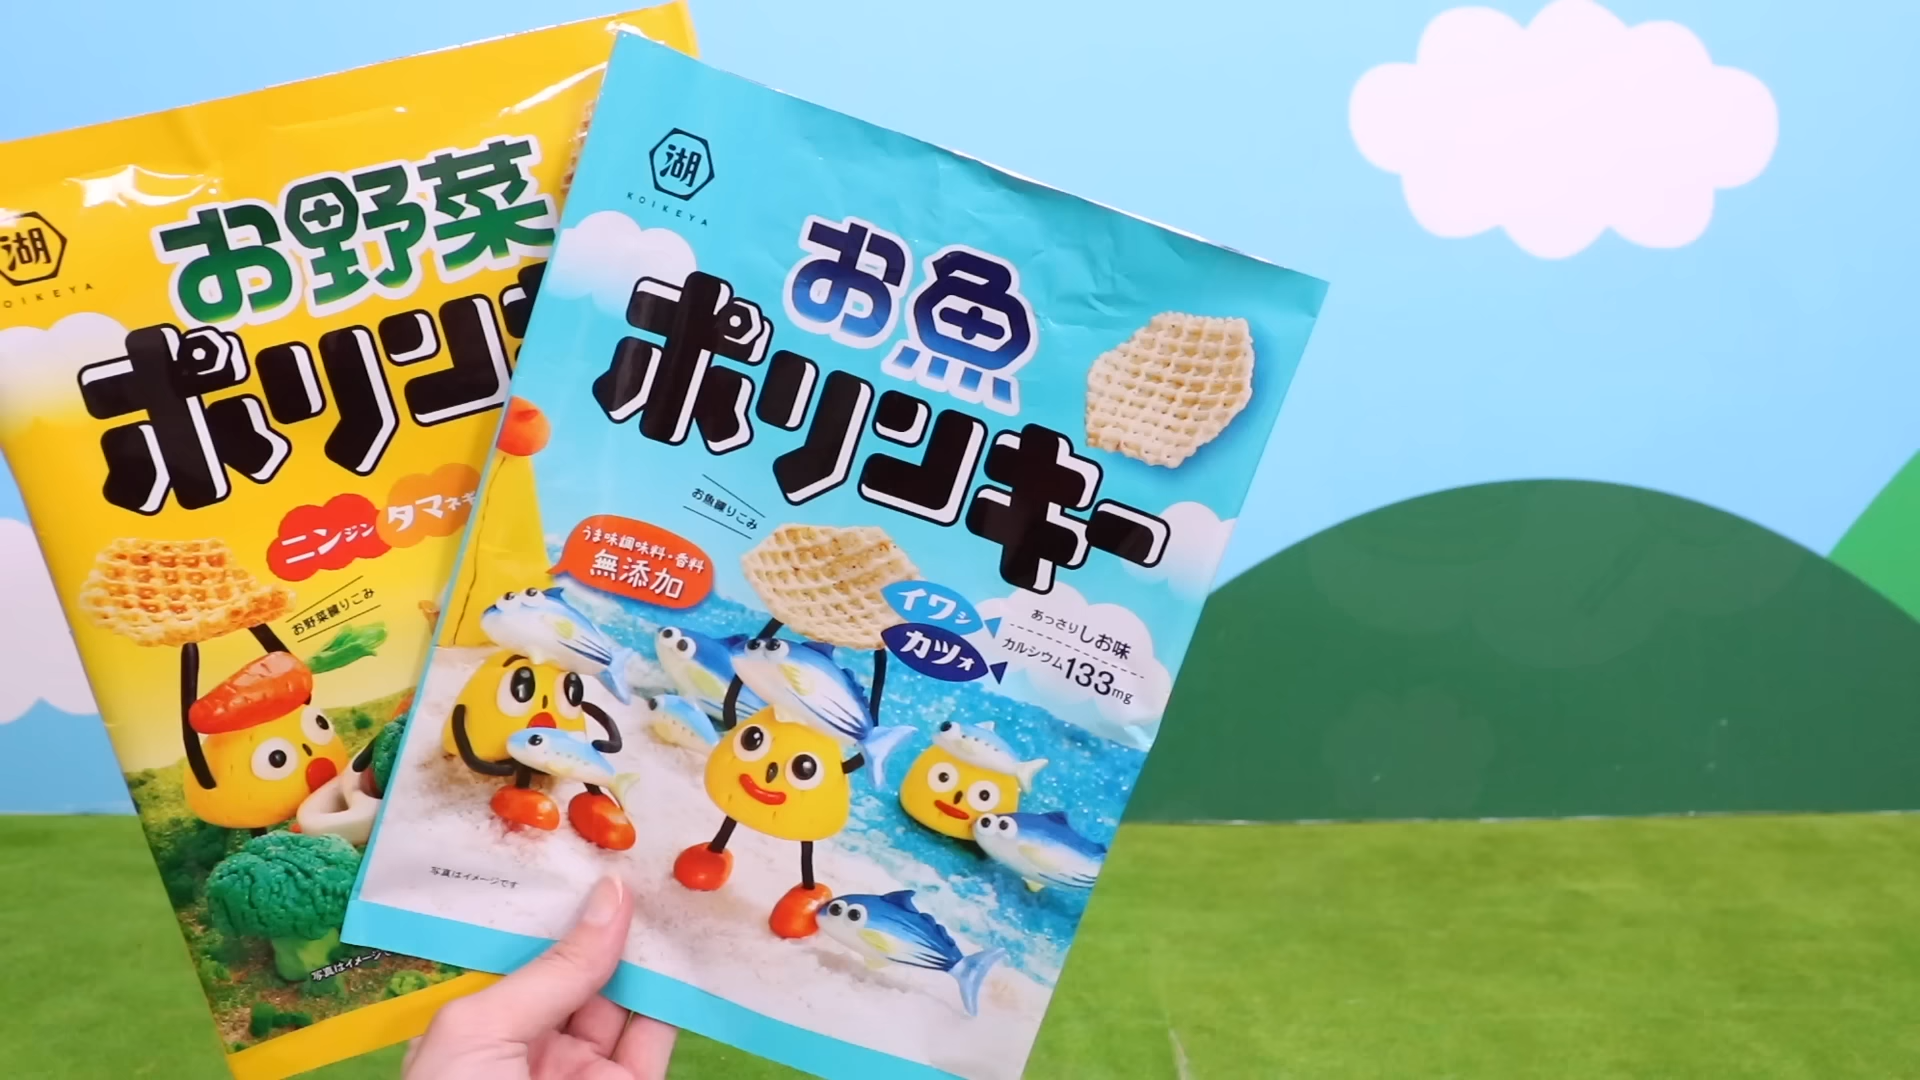 湖
KOIKEYA
お野菜
ポリン
ニンジン
タマネギ
お野菜練りこみ
写真はイメージ
湖
KOIKEYA
お魚
ポリンキー
お魚練りこみ
うま味調味料・香料
無添加
イワシ
カツオ
あっさりしお味
カルシウム133mg
写真はイメージです